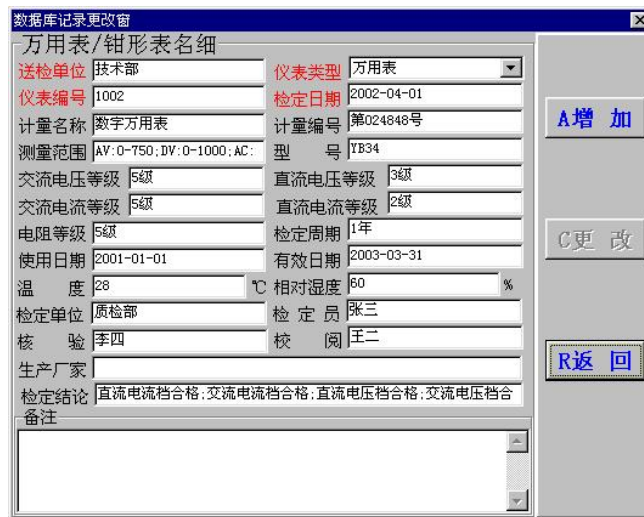 数据库记录更改窗
万用表/钳形表名细
送检单位 技术部 仪表类型 万用表
仪表编号 1002 检定日期 2002-04-01
计量名称 数字万用表 计量编号 第024848号
测量范围 AV:0-750;DV:0-1000;AC: 型 号 YB34
交流电压等级 5级 直流电压等级 3级
交流电流等级 5级 直流电流等级 2级
电阻等级 5级 检定周期 1年
使用日期 2001-01-01 有效日期 2003-03-31
温 度 28 ℃ 相对湿度 60 %
检定单位 质检部 检 定 员 张三
核 验 李四 校 阅 王二
生产厂家
检定结论 直流电流档合格;交流电流档合格;直流电压档合格;交流电压档合
备注
A增 加
C更 改
R返 回